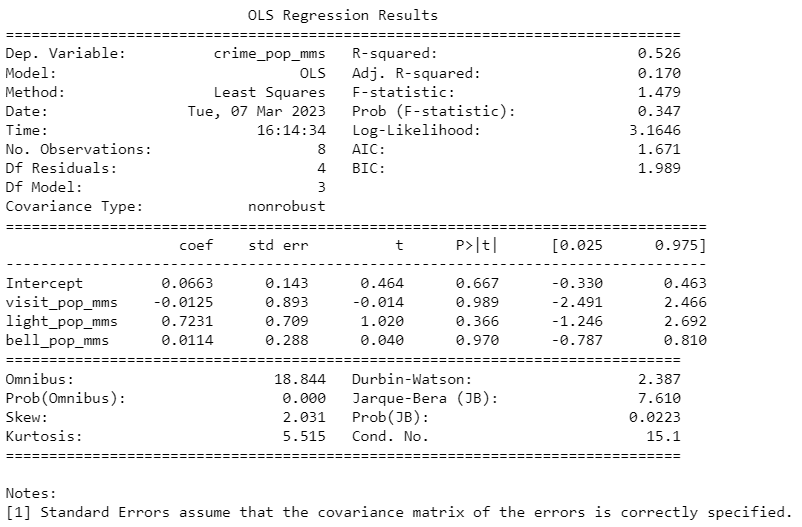 OLS Regression Results
==============================================================================
Dep. Variable: crime_pop_mms R-squared: 0.526
Model: OLS Adj. R-squared: 0.170
Method: Least Squares F-statistic: 1.479
Date: Tue, 07 Mar 2023 Prob (F-statistic): 0.347
Time: 16:14:34 Log-Likelihood: 3.1646
No. Observations: 8 AIC: 1.671
Df Residuals: 4 BIC: 1.989
Df Model: 3
Covariance Type: nonrobust
=================================================================================
coef std err t P>|t| [0.025 0.975]
---------------------------------------------------------------------------------
Intercept 0.0663 0.143 0.464 0.667 -0.330 0.463
visit_pop_mms -0.0125 0.893 -0.014 0.989 -2.491 2.466
light_pop_mms 0.7231 0.709 1.020 0.366 -1.246 2.692
bell_pop_mms 0.0114 0.288 0.040 0.970 -0.787 0.810
==============================================================================
Omnibus: 18.844 Durbin-Watson: 2.387
Prob(Omnibus): 0.000 Jarque-Bera (JB): 7.610
Skew: 2.031 Prob(JB): 0.0223
Kurtosis: 5.515 Cond. No. 15.1
==============================================================================
Notes:
[1] Standard Errors assume that the covariance matrix of the errors is correctly specified.